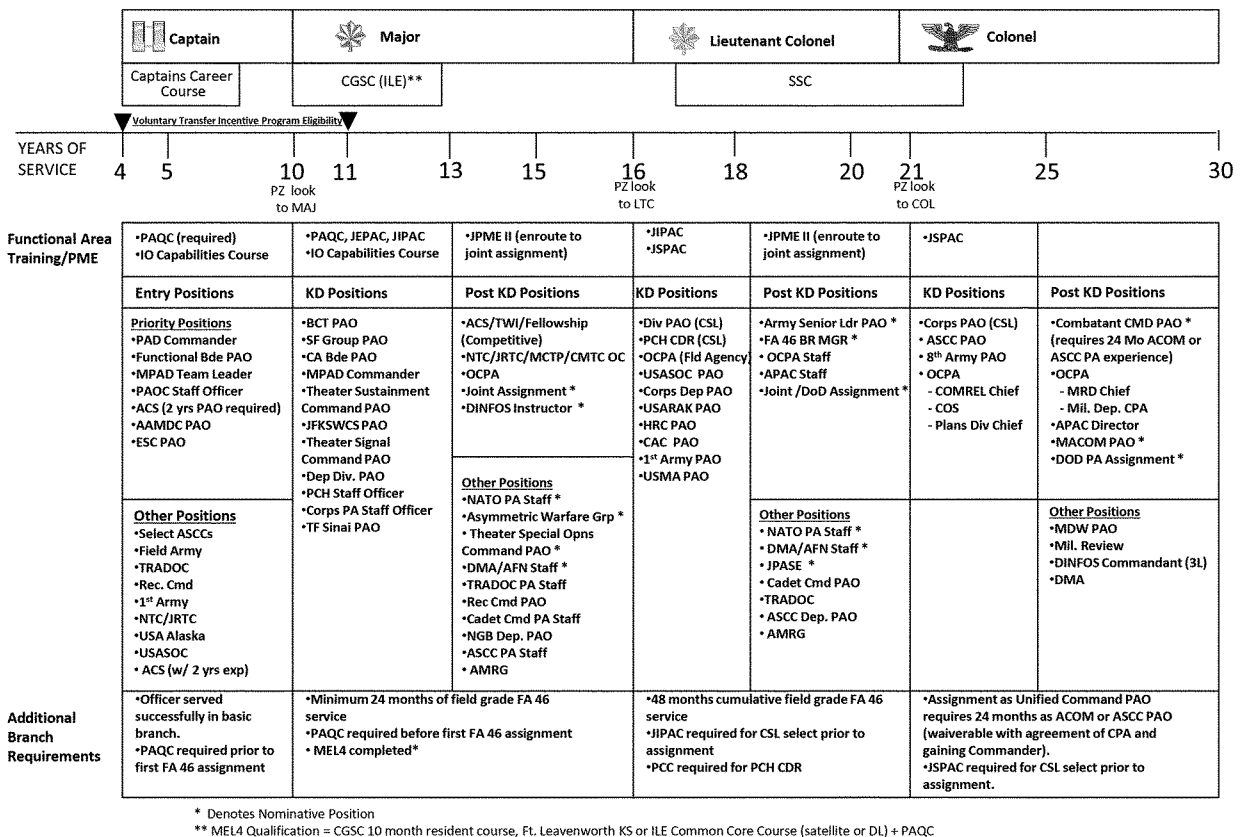 Captain
Major
Lieutenant Colonel
Colonel
Captains Career
Course
CGSC (ILE)**
SSC
Voluntary Transfer Incentive Program Eligibility
YEARS OF
SERVICE
4 5 10 11 13 15 16 18 20 21 25 30
PZ look
to MAJ
PZ look
to LTC
PZ look
to COL
Functional Area
Training/PME
•PAQC (required)
•IO Capabilities Course
•PAQC, JEPAC, JIPAC
•IO Capabilities Course
•JPME II (enroute to
joint assignment)
•JIPAC
•JSPAC
•JPME II (enroute to
joint assignment)
•JSPAC
Entry Positions
KD Positions
Post KD Positions
KD Positions
Post KD Positions
KD Positions
Post KD Positions
Priority Positions
•PAD Commander
•Functional Bde PAO
•MPAD Team Leader
•PAOC Staff Officer
•ACS (2 yrs PAO required)
•AAMDC PAO
•ESC PAO
Other Positions
•Select ASCCs
•Field Army
•TRADOC
•Rec. Cmd
•1st Army
•NTC/JRTC
•USA Alaska
•USASOC
• ACS (w/ 2 yrs exp)
•BCT PAO
•SF Group PAO
•CA Bde PAO
•MPAD Commander
•Theater Sustainment
Command PAO
•JFKSWCS PAO
•Theater Signal
Command PAO
•Dep Div. PAO
•PCH Staff Officer
•Corps PA Staff Officer
•TF Sinai PAO
•ACS/TWI/Fellowship
(Competitive)
•NTC/JRTC/MCTP/CMTC OC
•OCPA
•Joint Assignment *
•DINFOS Instructor *
Other Positions
•NATO PA Staff *
•Asymmetric Warfare Grp *
• Theater Special Opns
Command PAO *
•DMA/AFN Staff *
•TRADOC PA Staff
•Rec Cmd PAO
•Cadet Cmd PA Staff
•NGB Dep. PAO
•ASCC PA Staff
• AMRG
•Div PAO (CSL)
•PCH CDR (CSL)
•OCPA (Fld Agency)
•USASOC PAO
•Corps Dep PAO
•USARAK PAO
•HRC PAO
•CAC PAO
•1st Army PAO
•USMA PAO
•Army Senior Ldr PAO *
•FA 46 BR MGR *
• OCPA Staff
•APAC Staff
•Joint /DoD Assignment *
Other Positions
• NATO PA Staff *
• DMA/AFN Staff *
•JPASE *
• Cadet Cmd PAO
•TRADOC
• ASCC Dep. PAO
• AMRG
•Corps PAO (CSL)
•ASCC PAO
• 8th Army PAO
• OCPA
- COMREL Chief
- COS
- Plans Div Chief
•Combatant CMD PAO *
(requires 24 Mo ACOM or
ASCC PA experience)
•OCPA
- MRD Chief
- Mil. Dep. CPA
•APAC Director
•MACOM PAO *
•DOD PA Assignment *
Other Positions
•MDW PAO
•Mil. Review
•DINFOS Commandant (3L)
•DMA
Additional
Branch
Requirements
•Officer served
successfully in basic
branch.
•PAQC required prior to
first FA 46 assignment
•Minimum 24 months of field grade FA 46
service
•PAQC required before first FA 46 assignment
• MEL4 completed*
•48 months cumulative field grade FA 46
service
•JIPAC required for CSL select prior to
assignment
•PCC required for PCH CDR
•Assignment as Unified Command PAO
requires 24 months as ACOM or ASCC PAO
(waiverable with agreement of CPA and
gaining Commander).
•JSPAC required for CSL select prior to
assignment.
* Denotes Nominative Position
** MEL4 Qualification = CGSC 10 month resident course, Ft. Leavenworth KS or ILE Common Core Course (satellite or DL) + PAQC